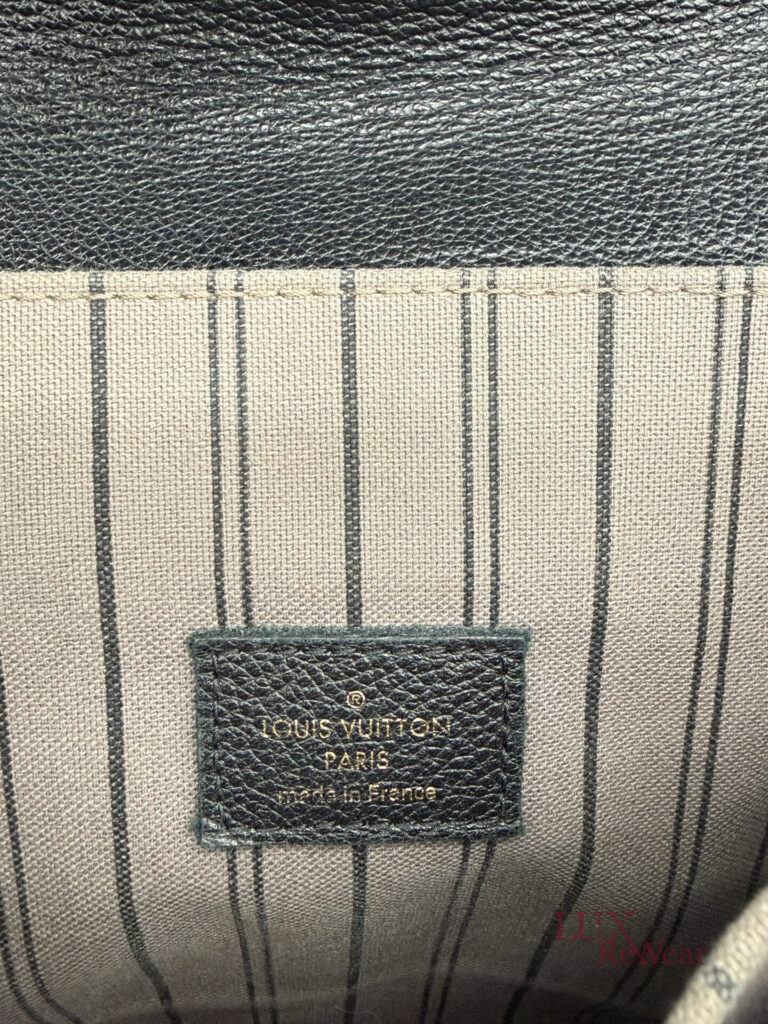 ®
LOUIS VUITTON
PARIS
made in France
LUX
ReWear